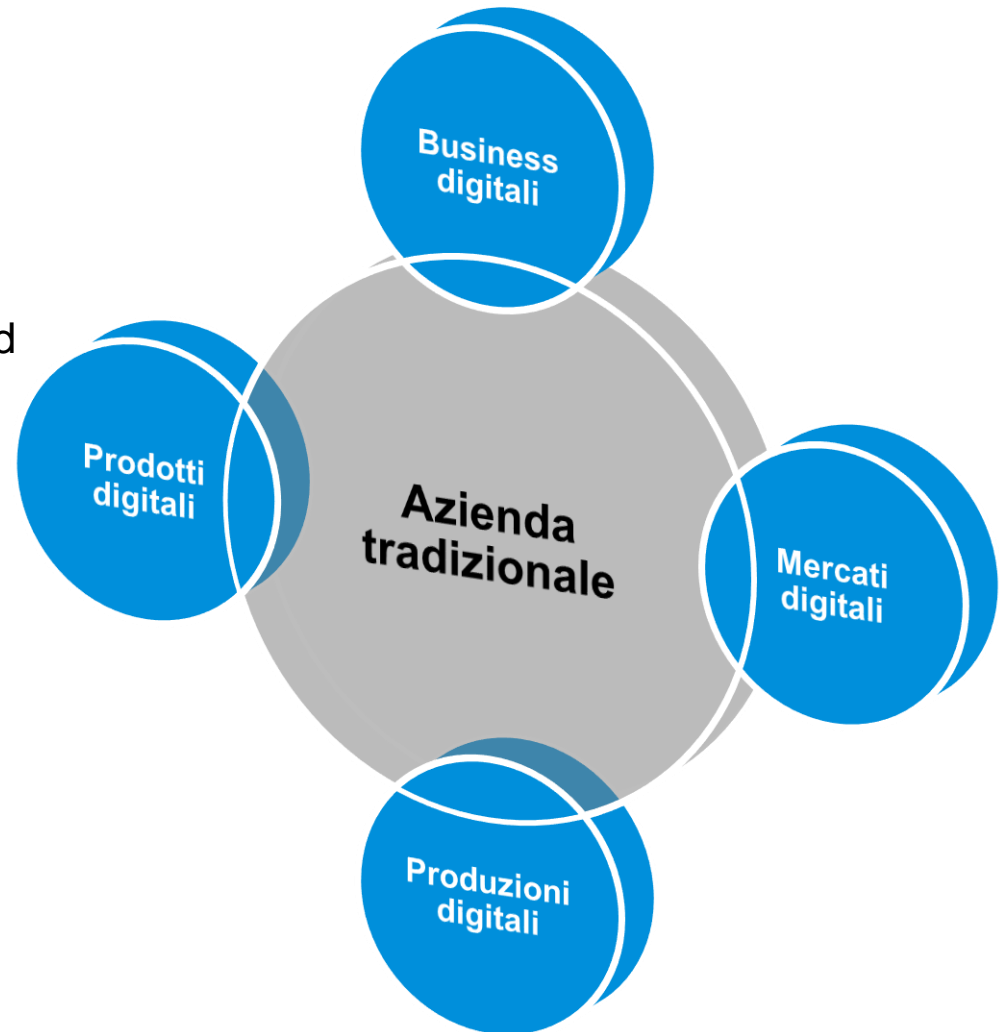 Business
digitali
d
Prodotti
digitali
Azienda
tradizionale
Mercati
digitali
Produzioni
digitali